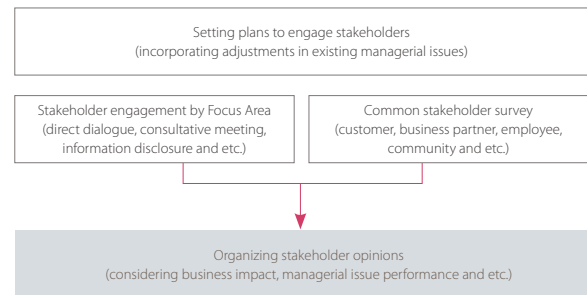 Setting plans to engage stakeholders
(incorporating adjustments in existing managerial issues)
Stakeholder engagement by Focus Area
(direct dialogue, consultative meeting,
information disclosure and etc.)
Common stakeholder survey
(customer, business partner, employee,
community and etc.)
Organizing stakeholder opinions
(considering business impact, managerial issue performance and etc.)